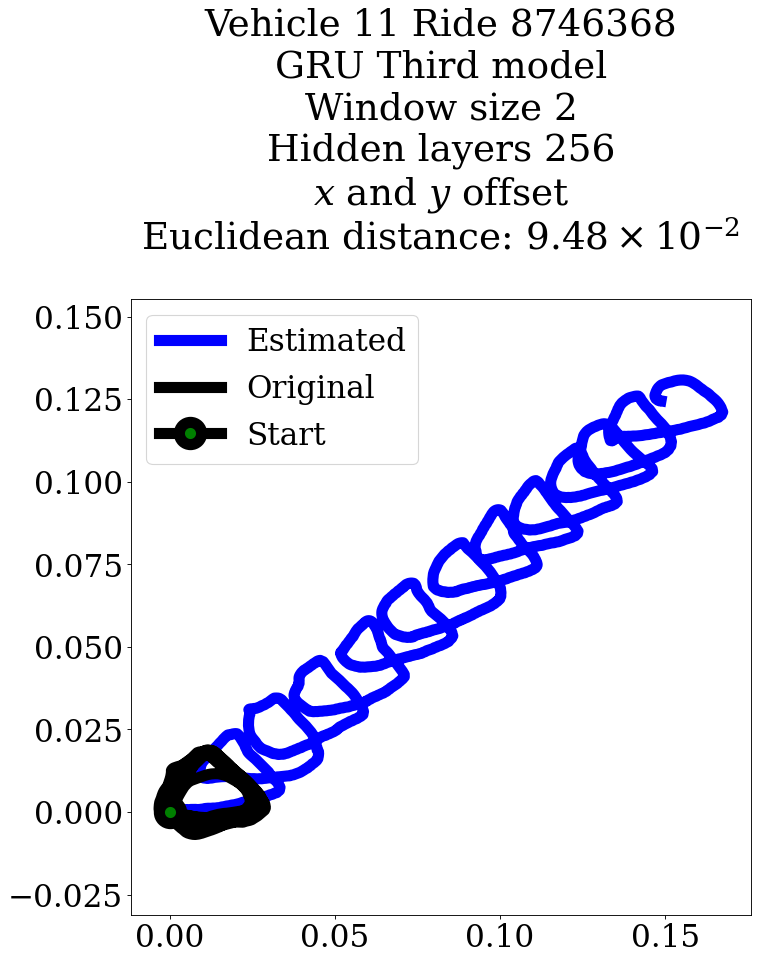 Vehicle 11 Ride 8746368
GRU Third model
Window size 2
Hidden layers 256
x and y offset
Euclidean distance: 9.48 × 10⁻²
Estimated
Original
Start
0.150
0.125
0.100
0.075
0.050
0.025
0.000
−0.025
0.00 0.05 0.10 0.15